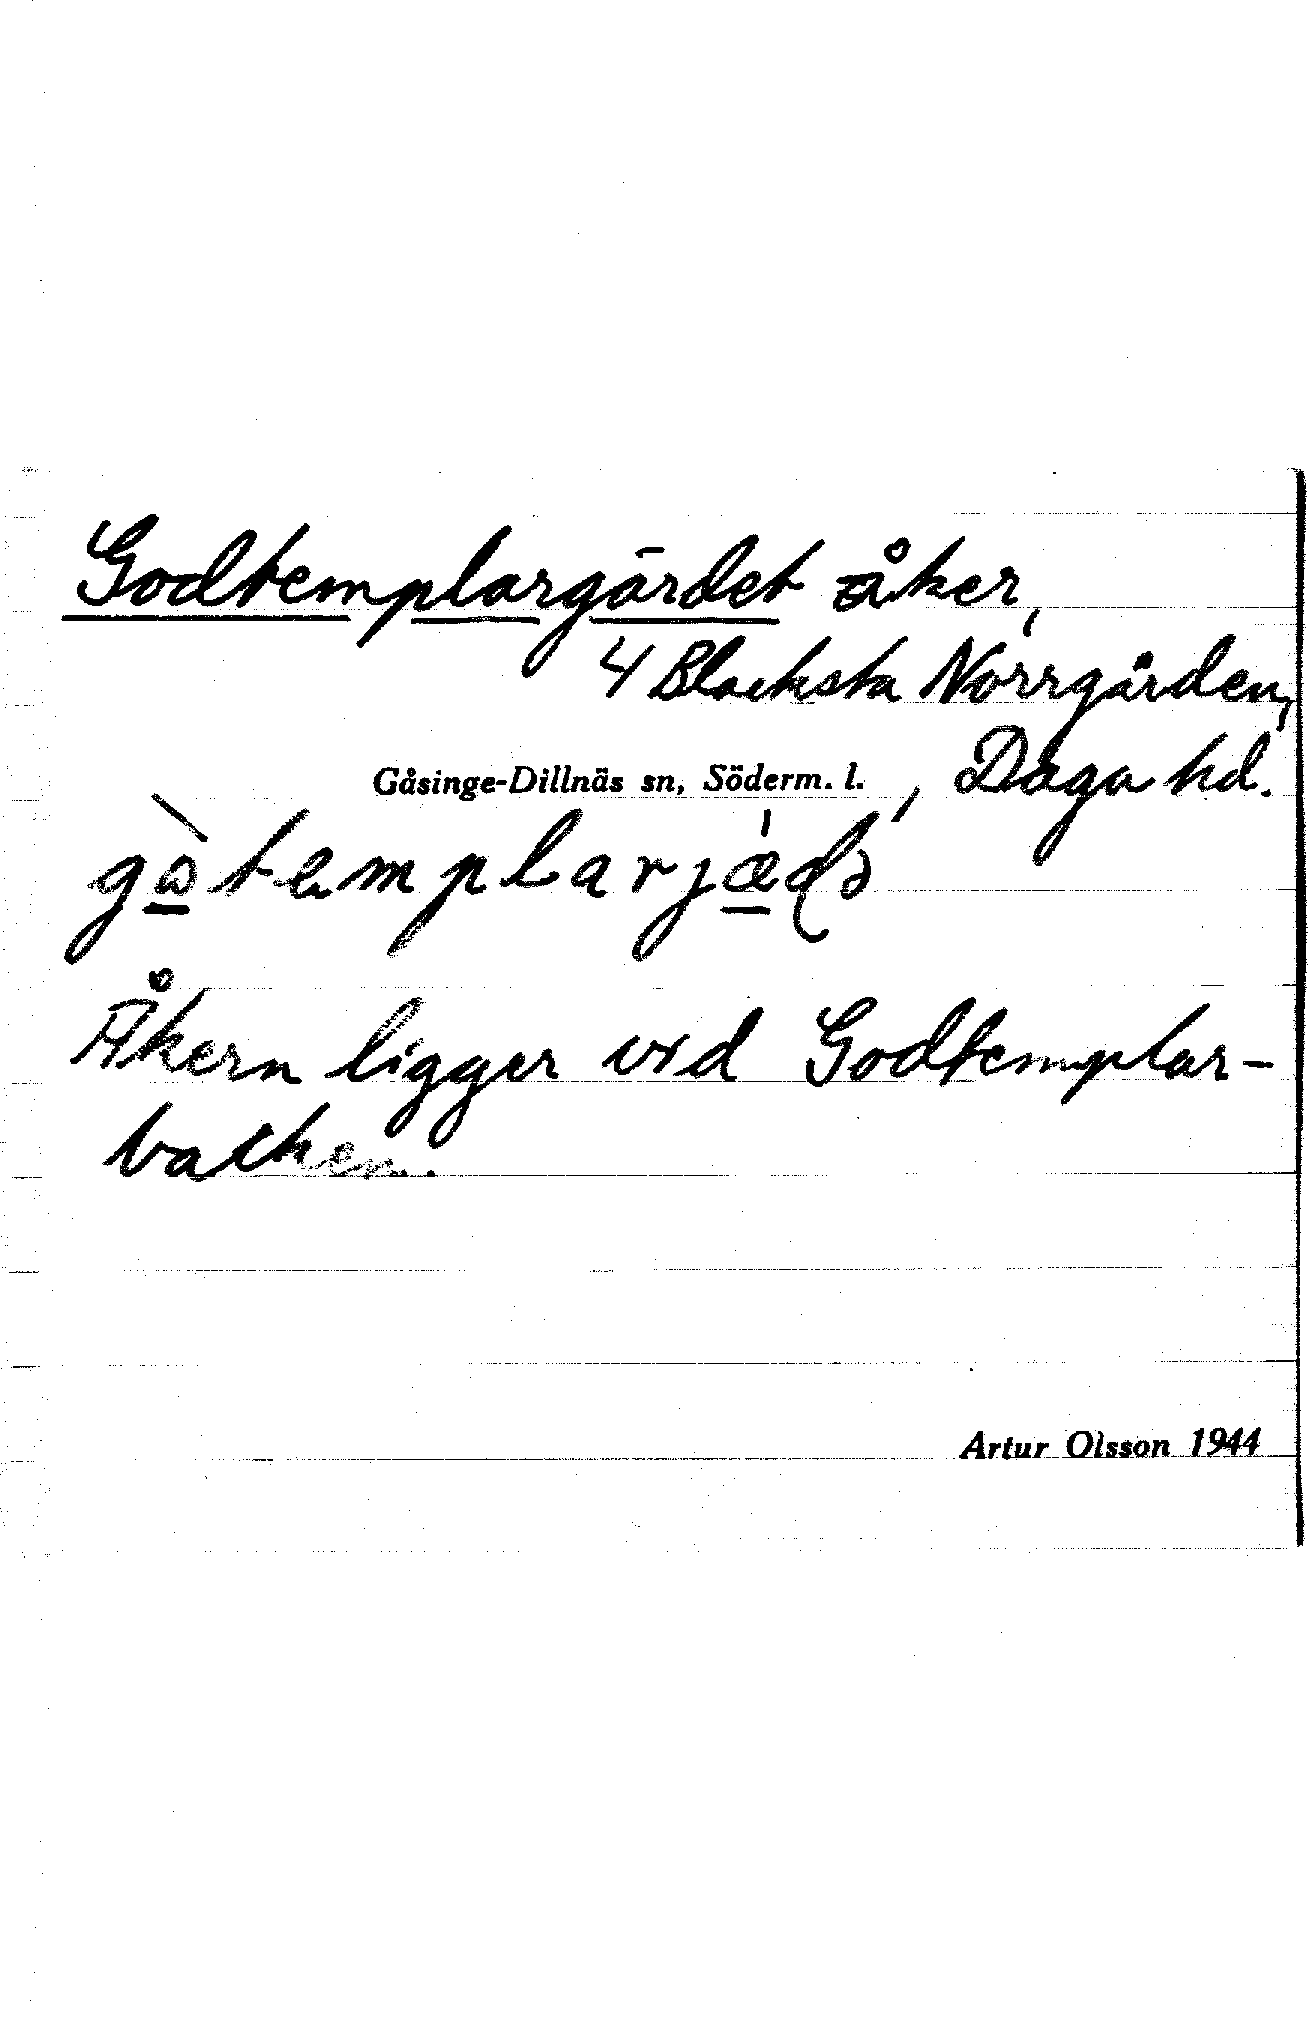 Godtemplargärdet åker,
4 Blacksta Norrgården,
Gåsinge-Dillnäs sn, Söderm. l., Daga hd.
Åkern ligger vid Godtemplar-
backen.
Artur Olsson 1944